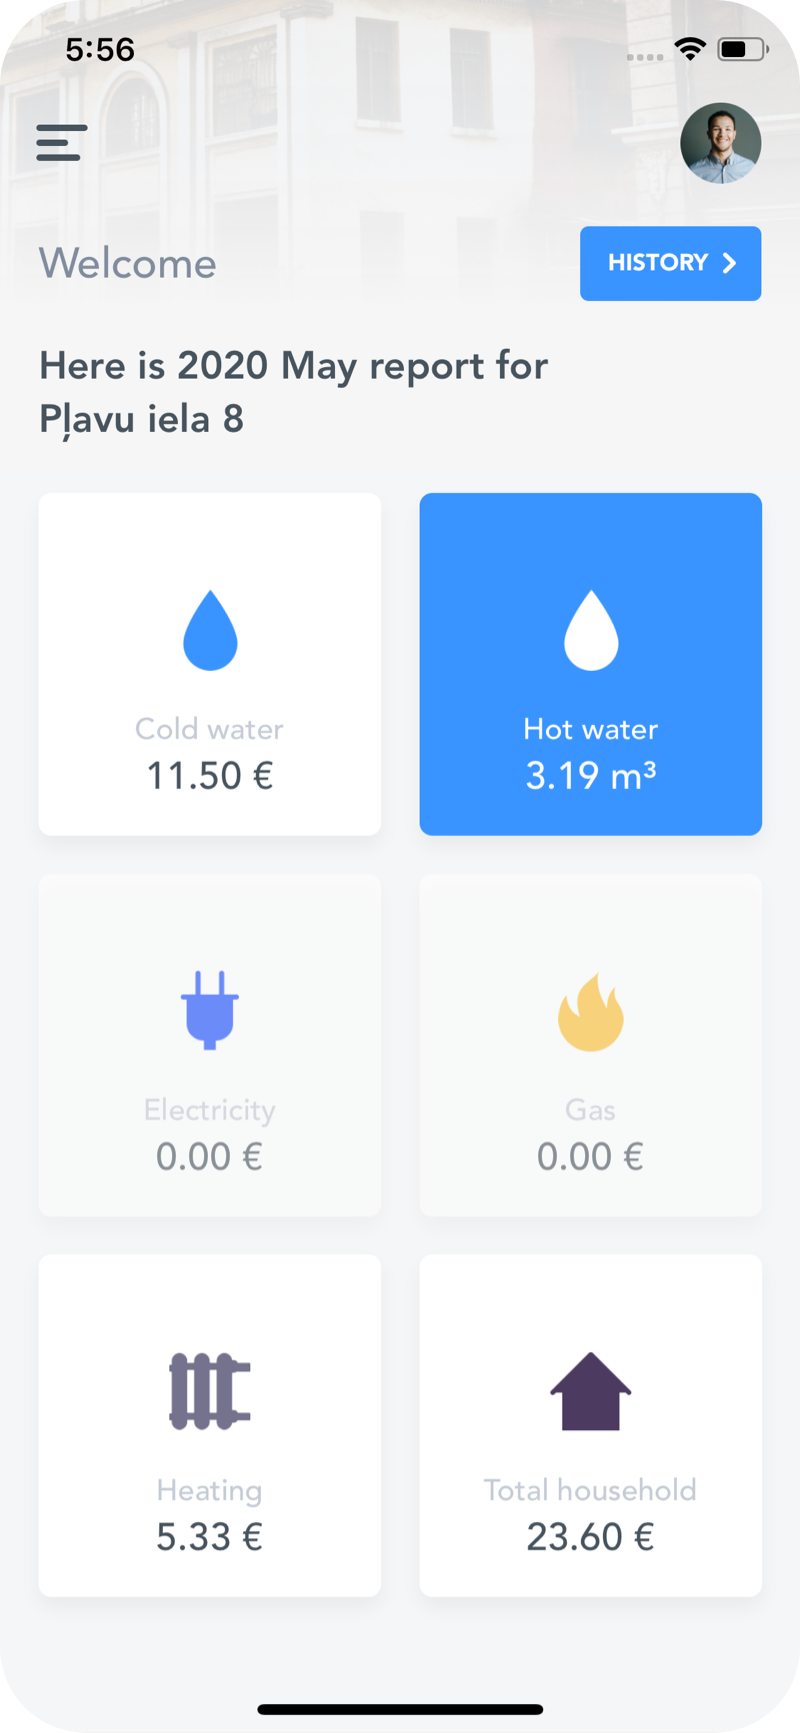 5:56
Welcome
HISTORY
Here is 2020 May report for
Pļavu iela 8
Cold water
11.50 €
Hot water
3.19 m³
Electricity
0.00 €
Gas
0.00 €
Heating
5.33 €
Total household
23.60 €